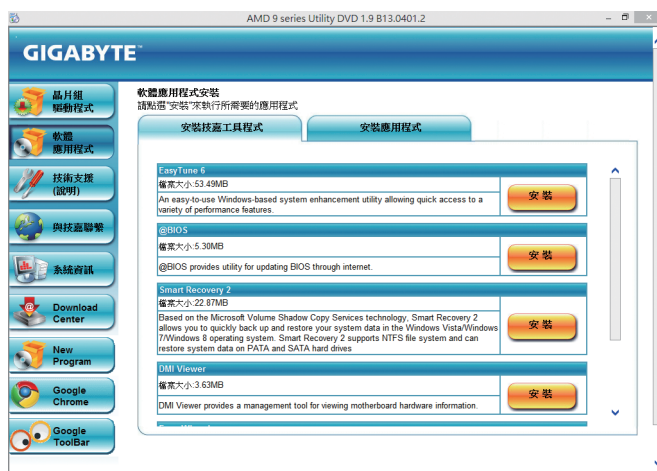 AMD 9 series Utility DVD 1.9 B13.0401.2
GIGABYTE™
晶片組
驅動程式
軟體
應用程式
技術支援
(說明)
與技嘉聯繫
系統資訊
Download
Center
New
Program
Google
Chrome
Google
ToolBar
軟體應用程式安裝
請點選"安裝"來執行所需要的應用程式
安裝技嘉工具程式
安裝應用程式
EasyTune 6
檔案大小:53.49MB
An easy-to-use Windows-based system enhancement utility allowing quick access to a
variety of performance features.
安裝
@BIOS
檔案大小:5.30MB
@BIOS provides utility for updating BIOS through internet.
安裝
Smart Recovery 2
檔案大小:22.87MB
Based on the Microsoft Volume Shadow Copy Services technology, Smart Recovery 2
allows you to quickly back up and restore your system data in the Windows Vista/Windows
7/Windows 8 operating system. Smart Recovery 2 supports NTFS file system and can
restore system data on PATA and SATA hard drives
安裝
DMI Viewer
檔案大小:3.63MB
DMI Viewer provides a management tool for viewing motherboard hardware information.
安裝